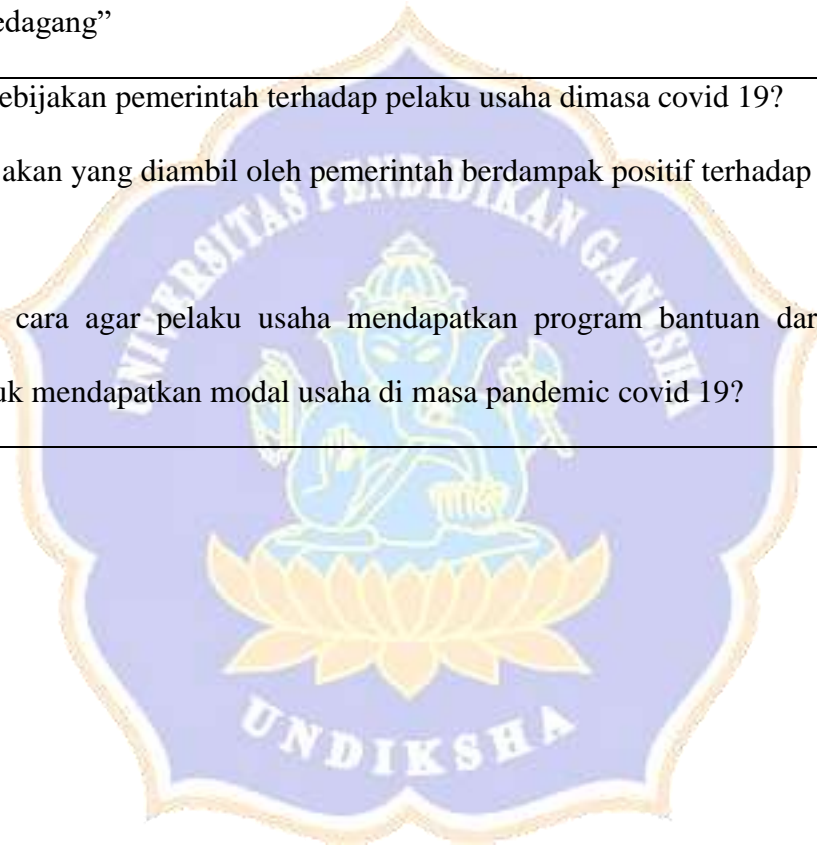 edagang”
ebijakan pemerintah terhadap pelaku usaha dimasa covid 19?
akan yang diambil oleh pemerintah berdampak positif terhadap
cara agar pelaku usaha mendapatkan program bantuan dar
uk mendapatkan modal usaha di masa pandemic covid 19?
UNIVERSITAS PENDIDIKAN GANESHA
UNDIKSHA